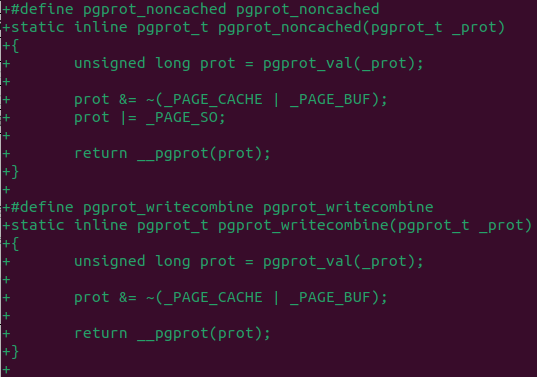 +#define pgprot_noncached pgprot_noncached
+static inline pgprot_t pgprot_noncached(pgprot_t _prot)
+{
+       unsigned long prot = pgprot_val(_prot);
+
+       prot &= ~(_PAGE_CACHE | _PAGE_BUF);
+       prot |= _PAGE_SO;
+
+       return __pgprot(prot);
+}
+
+#define pgprot_writecombine pgprot_writecombine
+static inline pgprot_t pgprot_writecombine(pgprot_t _prot)
+{
+       unsigned long prot = pgprot_val(_prot);
+
+       prot &= ~(_PAGE_CACHE | _PAGE_BUF);
+
+       return __pgprot(prot);
+}
+